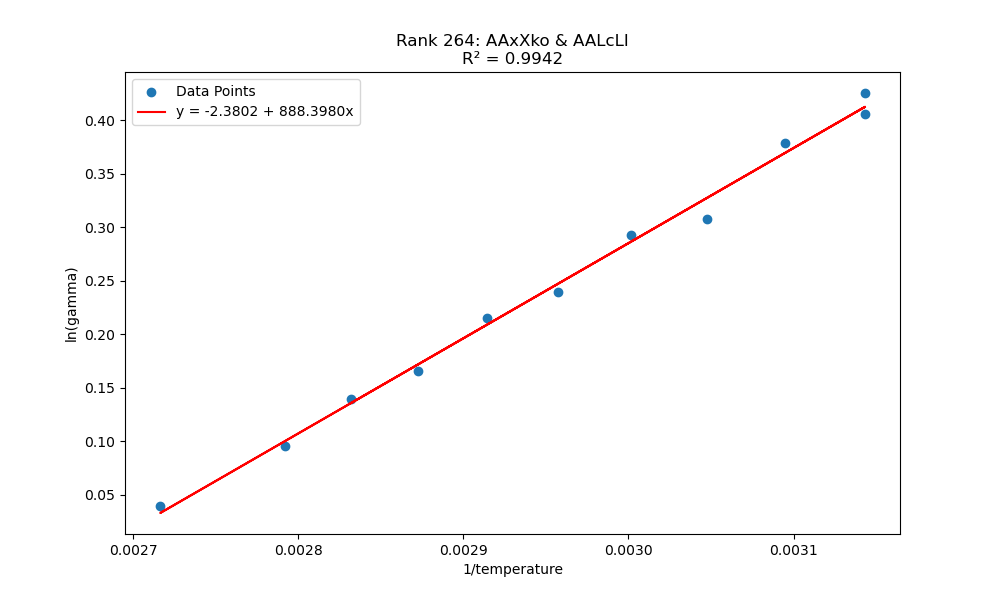 Rank 264: AAxXko & AALcLI
R² = 0.9942
Data Points
y = -2.3802 + 888.3980x
ln(gamma)
0.40
0.35
0.30
0.25
0.20
0.15
0.10
0.05
0.0027
0.0028
0.0029
0.0030
0.0031
1/temperature